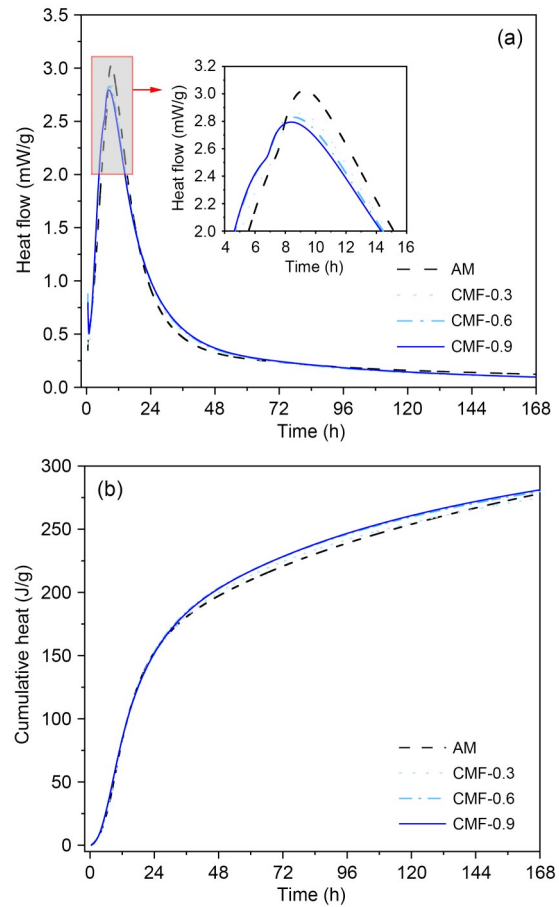 (a)
Heat flow (mW/g)
3.5
3.0
2.5
2.0
1.5
1.0
0.5
0.0
0 24 48 72 96 120 144 168
Time (h)
Heat flow (mW/g)
3.2
3.0
2.8
2.6
2.4
2.2
2.0
4 6 8 10 12 14 16
Time (h)
AM
CMF-0.3
CMF-0.6
CMF-0.9
(b)
Cumulative heat (J/g)
300
250
200
150
100
50
0
0 24 48 72 96 120 144 168
Time (h)
AM
CMF-0.3
CMF-0.6
CMF-0.9